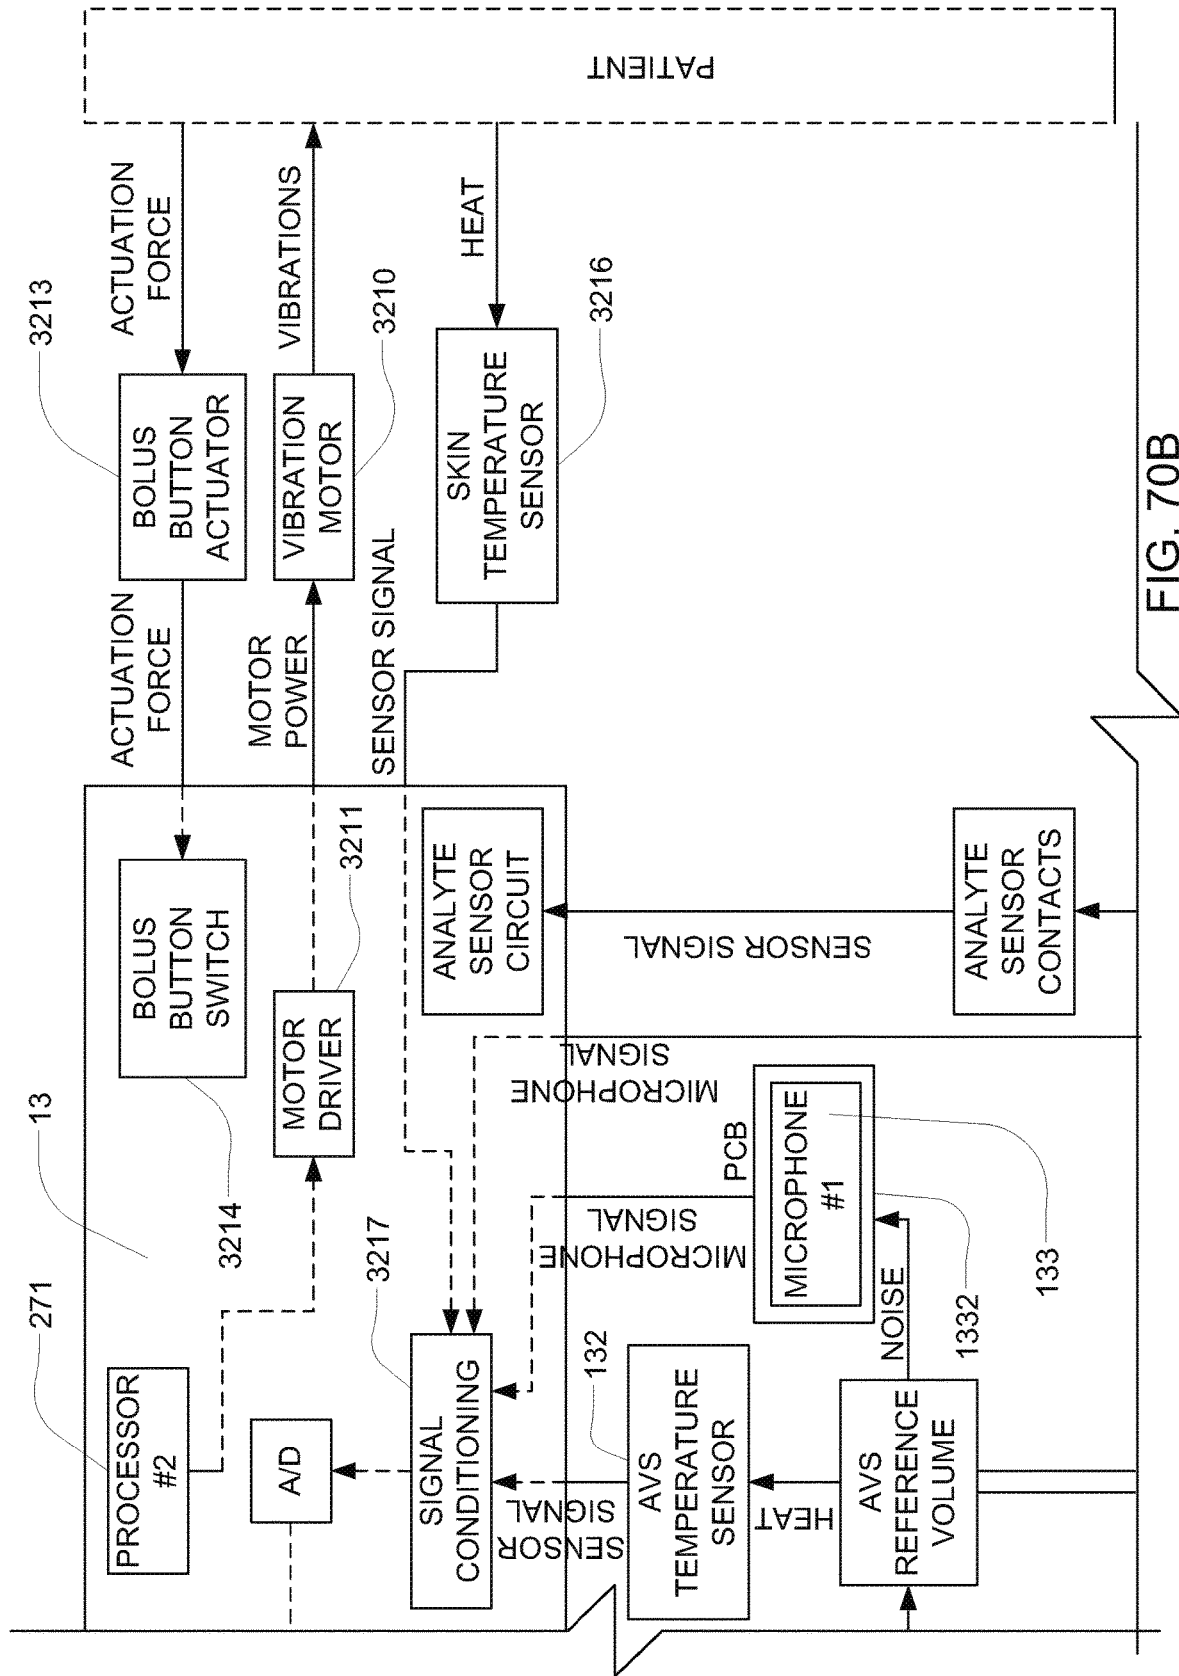 PATIENT
ACTUATION
FORCE
VIBRATIONS
HEAT
3213
3210
3216
BOLUS
BUTTON
ACTUATOR
VIBRATION
MOTOR
SKIN
TEMPERATURE
SENSOR
ACTUATION
FORCE
MOTOR
POWER
SENSOR SIGNAL
13
BOLUS
BUTTON
SWITCH
3214
MOTOR
DRIVER
3211
ANALYTE
SENSOR
CIRCUIT
SENSOR SIGNAL
ANALYTE
SENSOR
CONTACTS
271
PROCESSOR
#2
A/D
3217
SIGNAL
CONDITIONING
MICROPHONE
SIGNAL
MICROPHONE
SIGNAL
SENSOR
SIGNAL
PCB
MICROPHONE
#1
133
1332
NOISE
132
AVS
TEMPERATURE
SENSOR
HEAT
AVS
REFERENCE
VOLUME
FIG. 70B